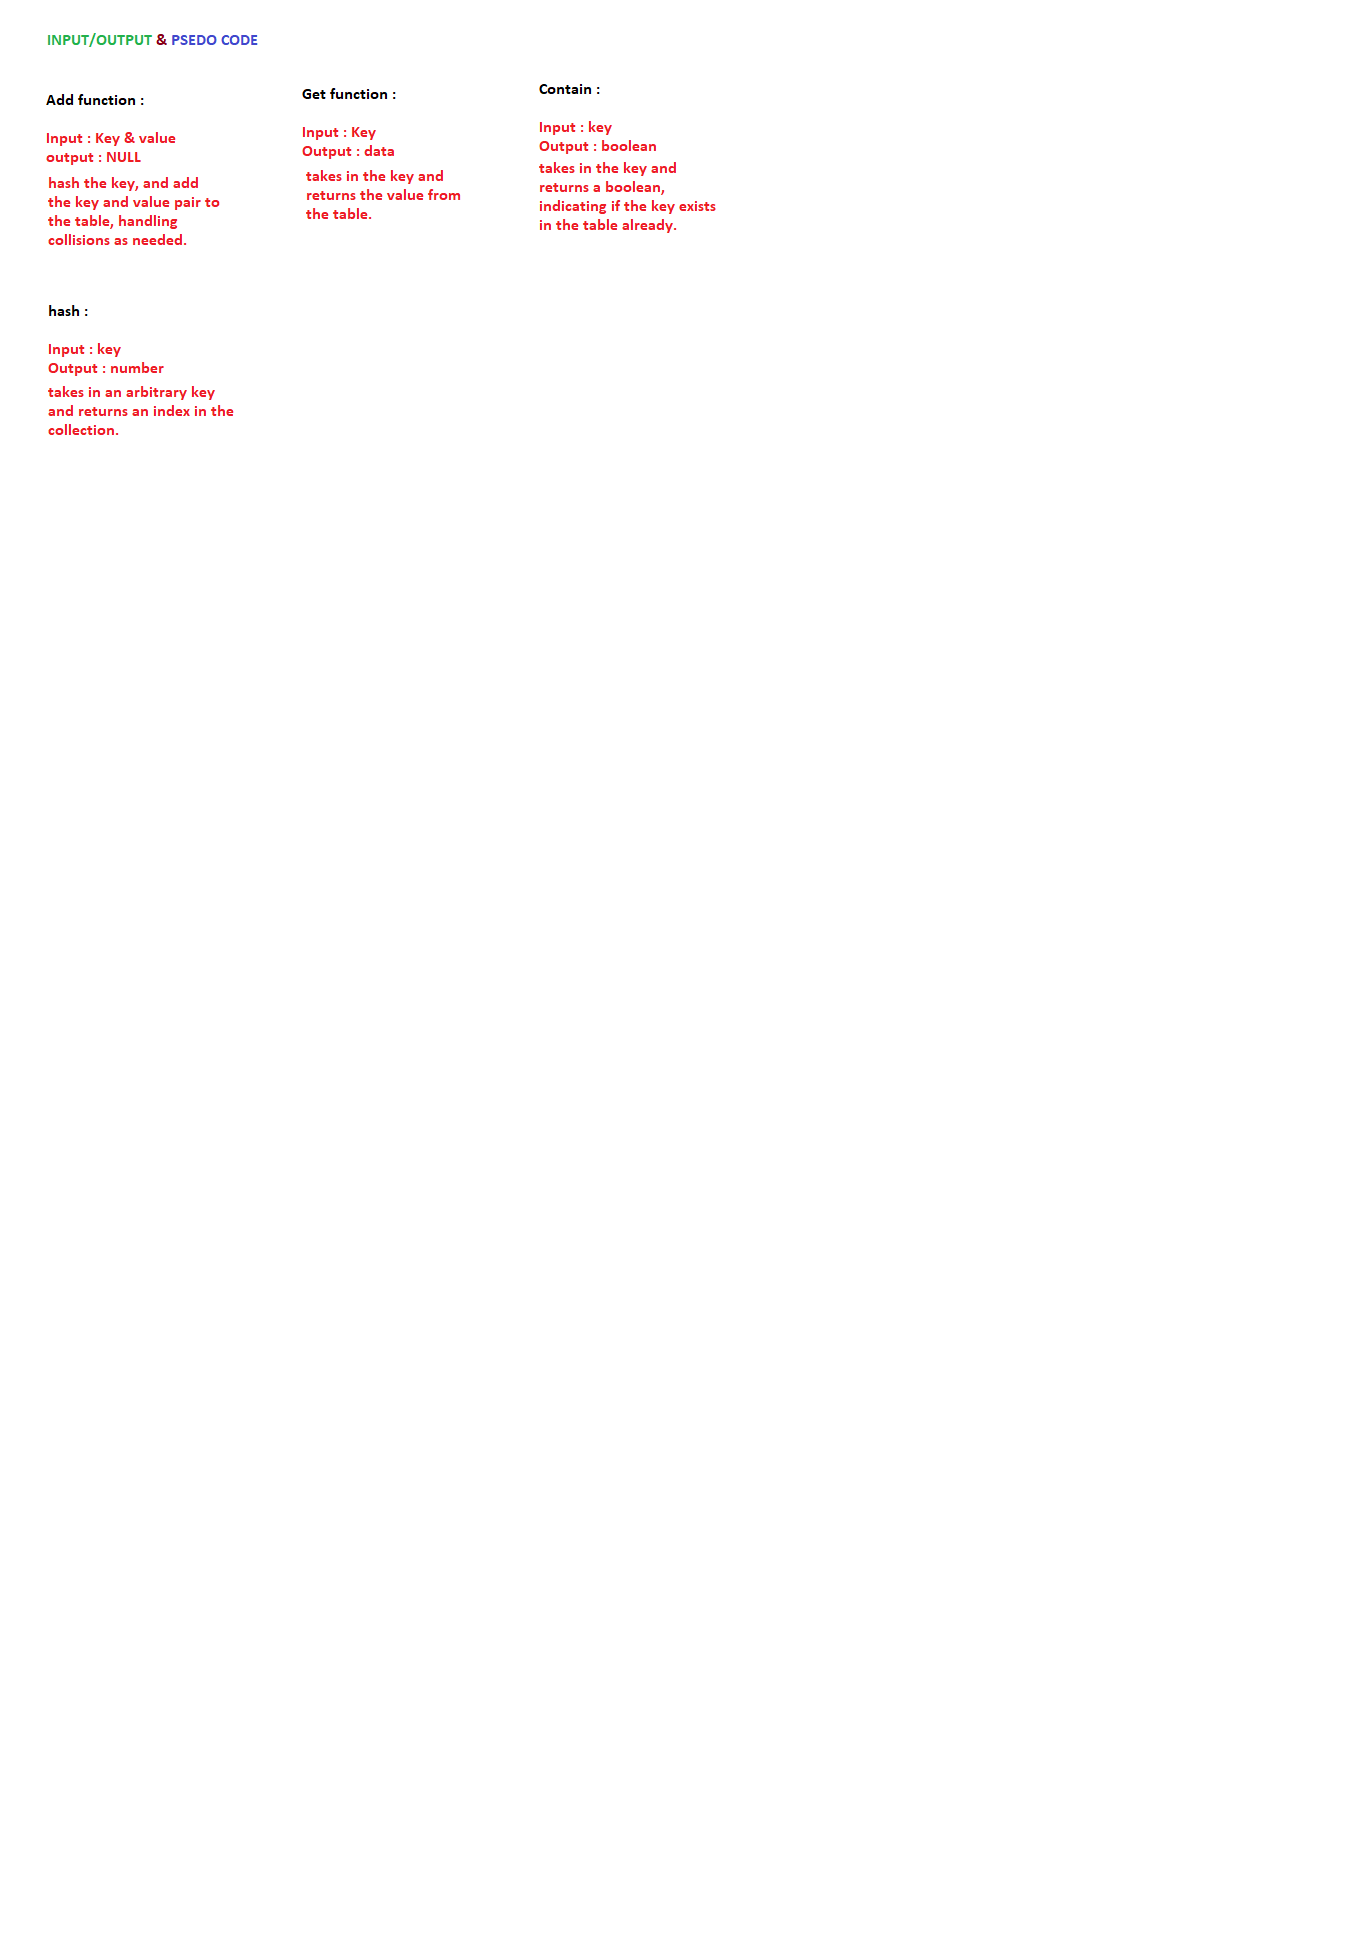 INPUT/OUTPUT & PSEDO CODE
Add function :
Input : Key & value
output : NULL
hash the key, and add
the key and value pair to
the table, handling
collisions as needed.
Get function :
Input : Key
Output : data
takes in the key and
returns the value from
the table.
Contain :
Input : key
Output : boolean
takes in the key and
returns a boolean,
indicating if the key exists
in the table already.
hash :
Input : key
Output : number
takes in an arbitrary key
and returns an index in the
collection.